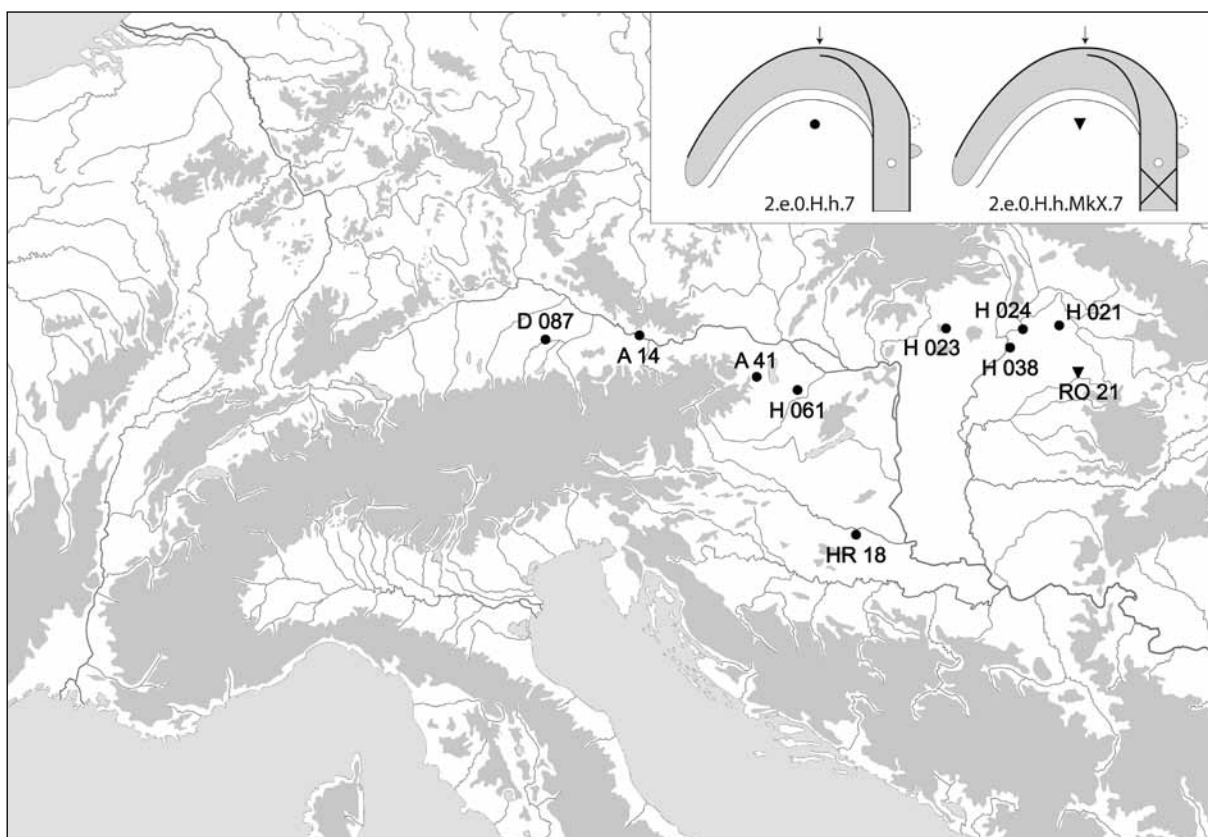 2.e.0.H.h.7
2.e.0.H.h.MkX.7
D 087
A 14
A 41
H 061
H 023
H 024
H 021
H 038
RO 21
HR 18